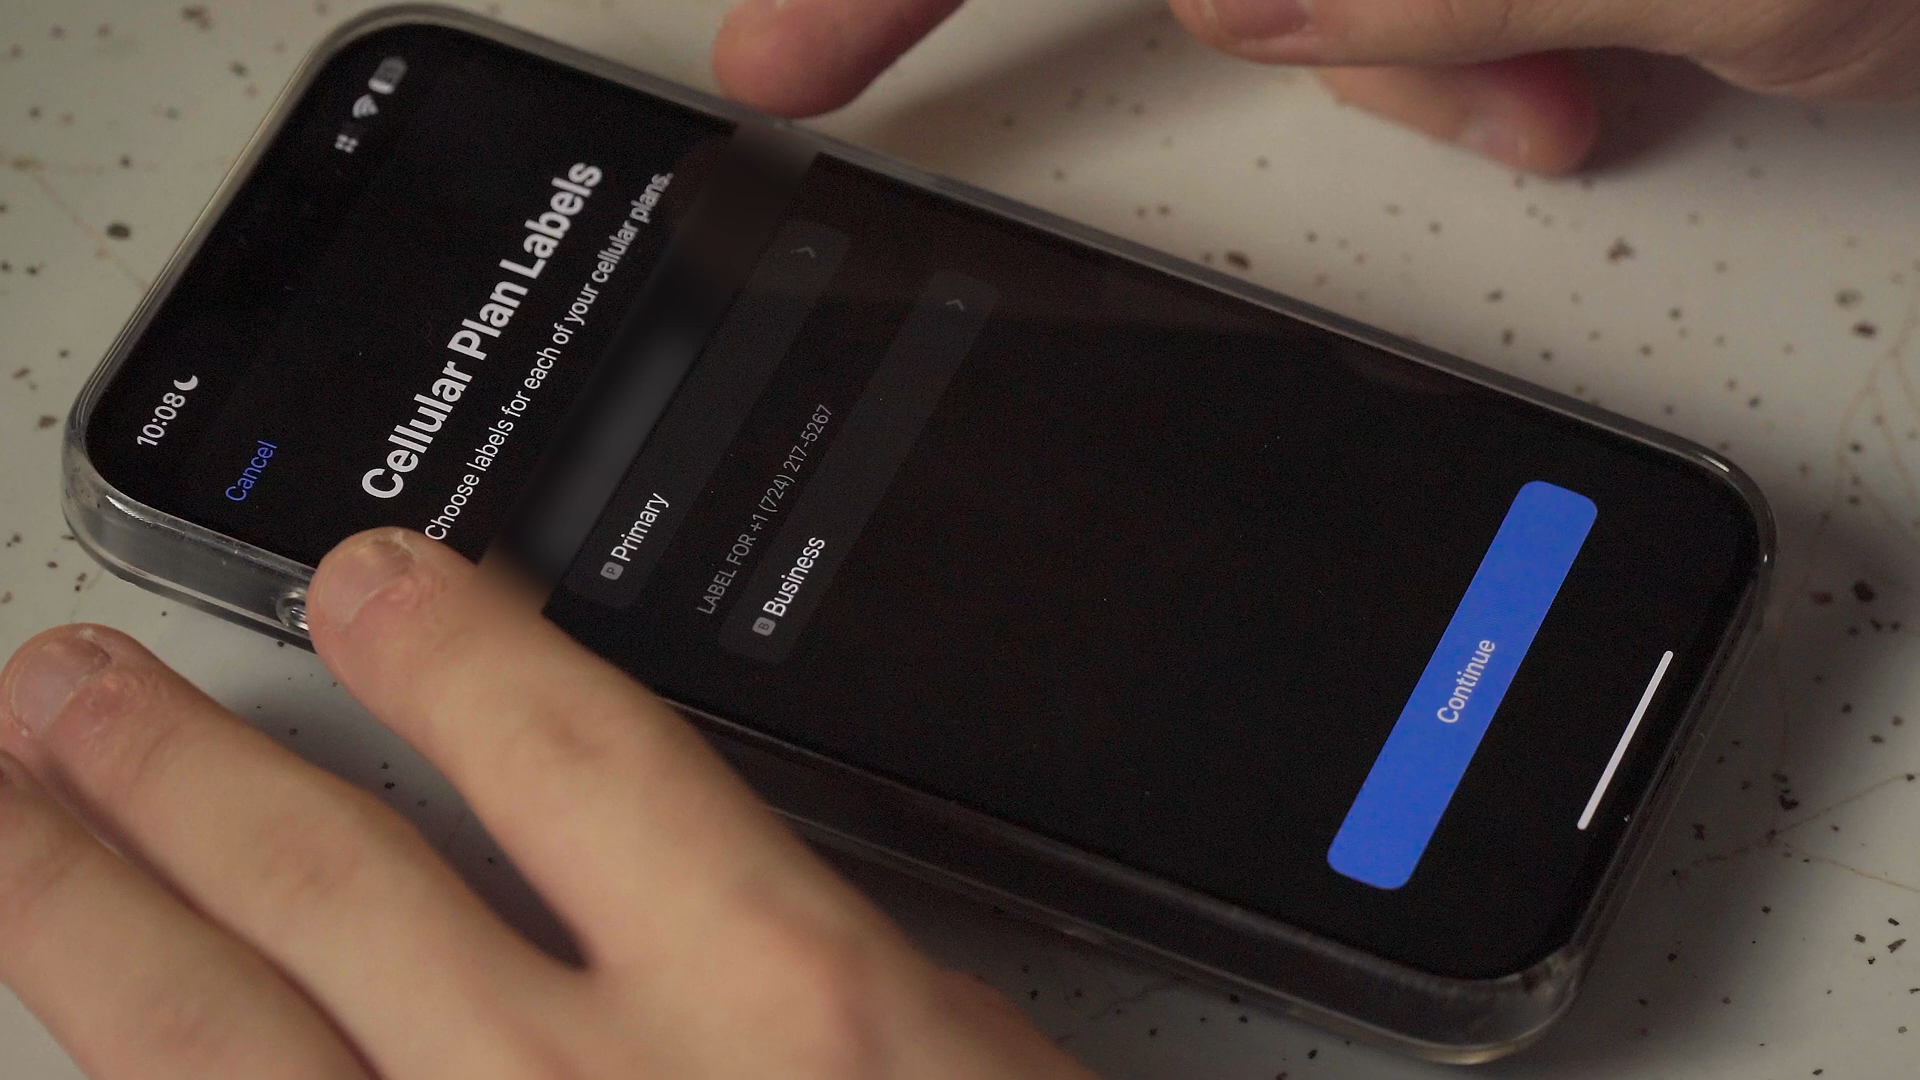 10:08
Cancel
Cellular Plan Labels
Choose labels for each of your cellular plans.
P Primary
LABEL FOR +1 (724) 217-5267
B Business
Continue